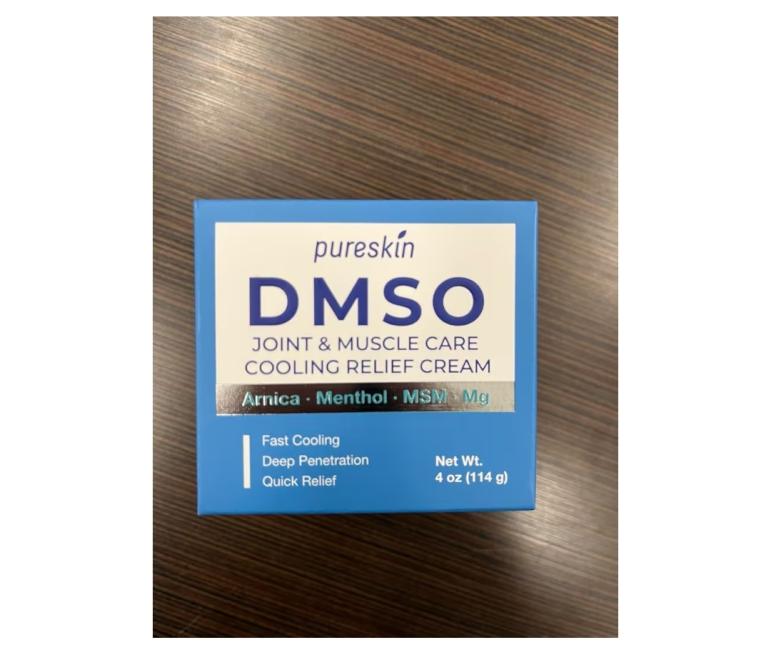 pureskin
DMSO
JOINT & MUSCLE CARE
COOLING RELIEF CREAM
Arnica · Menthol · MSM · Mg
Fast Cooling
Deep Penetration
Quick Relief
Net Wt.
4 oz (114 g)